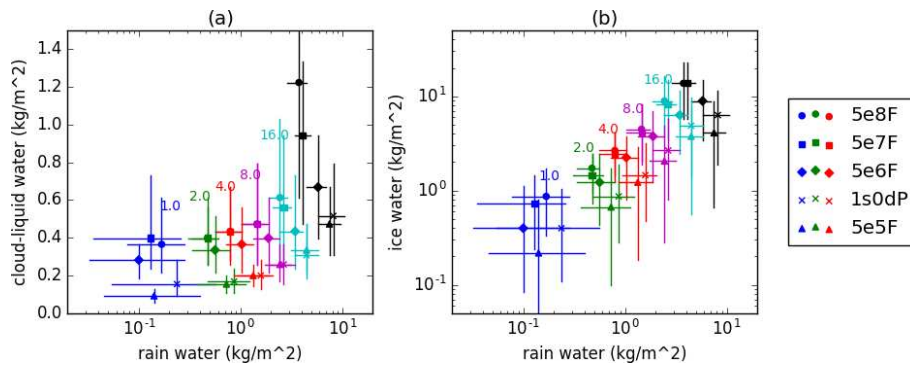 (a)
(b)
cloud-liquid water (kg/m^2)
1.4
1.2
1.0
0.8
0.6
0.4
0.2
0.0
1.0
2.0
4.0
8.0
16.0
10^-1
10^0
10^1
rain water (kg/m^2)
ice water (kg/m^2)
10^1
10^0
10^-1
1.0
2.0
4.0
8.0
16.0
10^-1
10^0
10^1
rain water (kg/m^2)
5e8F
5e7F
5e6F
1s0dP
5e5F